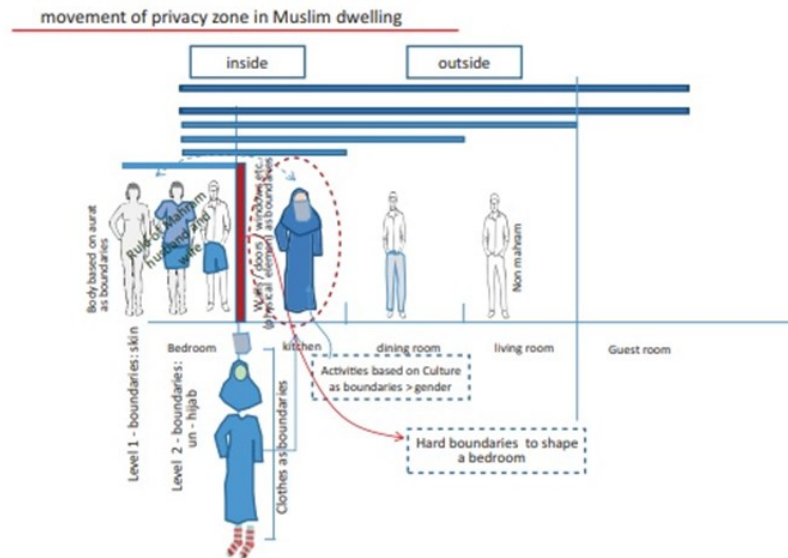 movement of privacy zone in Muslim dwelling
inside
outside
Body based on aurat
as boundaries
Rule of Mahram
husband and
wife
Walls / doors / windows etc.
(physical element) as boundaries
Non mahram
Bedroom
kitchen
dining room
living room
Guest room
Level 1 - boundaries: skin
Level 2 - boundaries:
un - hijab
Clothes as boundaries
Activities based on Culture
as boundaries > gender
Hard boundaries to shape
a bedroom